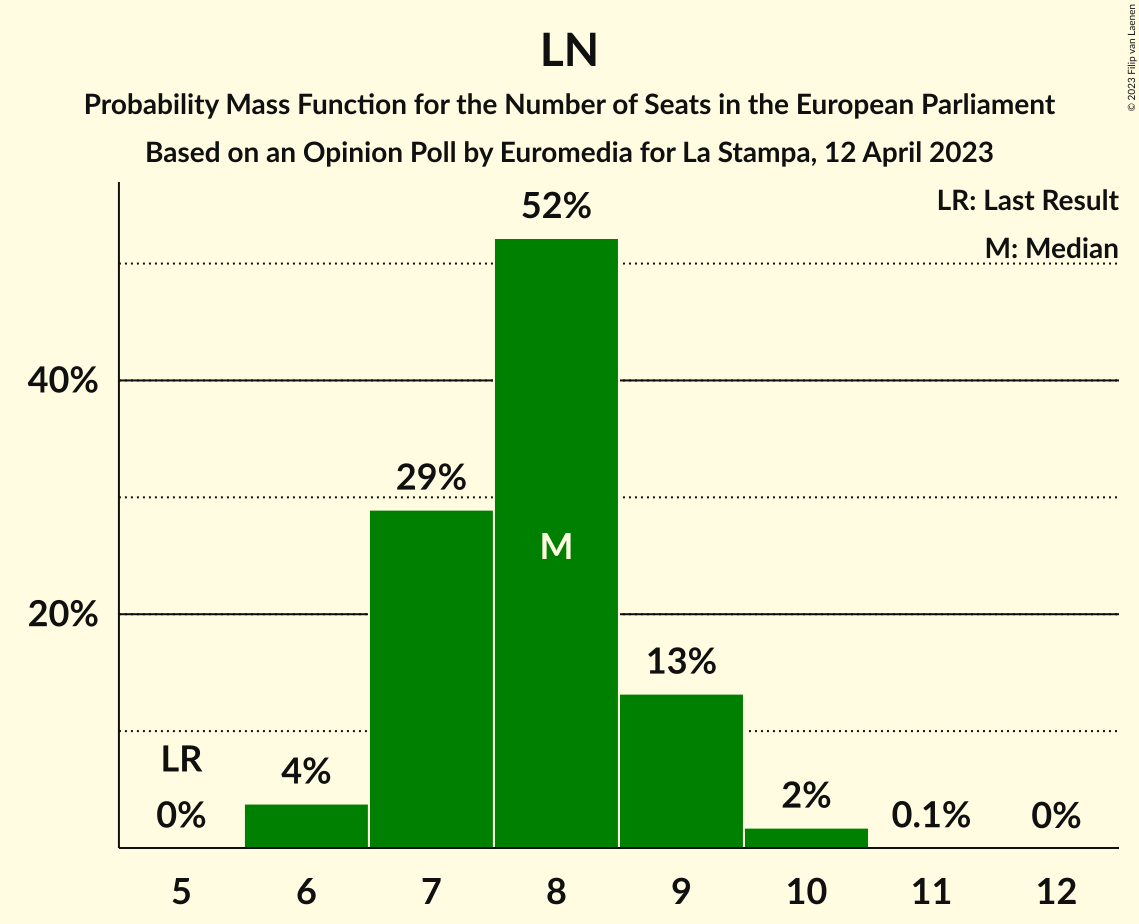 © 2023 Filip van Laenen
LN
Probability Mass Function for the Number of Seats in the European Parliament
Based on an Opinion Poll by Euromedia for La Stampa, 12 April 2023
LR: Last Result
M: Median
52%
40%
29%
M
20%
13%
LR
0%
4%
2%
0.1%
0%
5 6 7 8 9 10 11 12